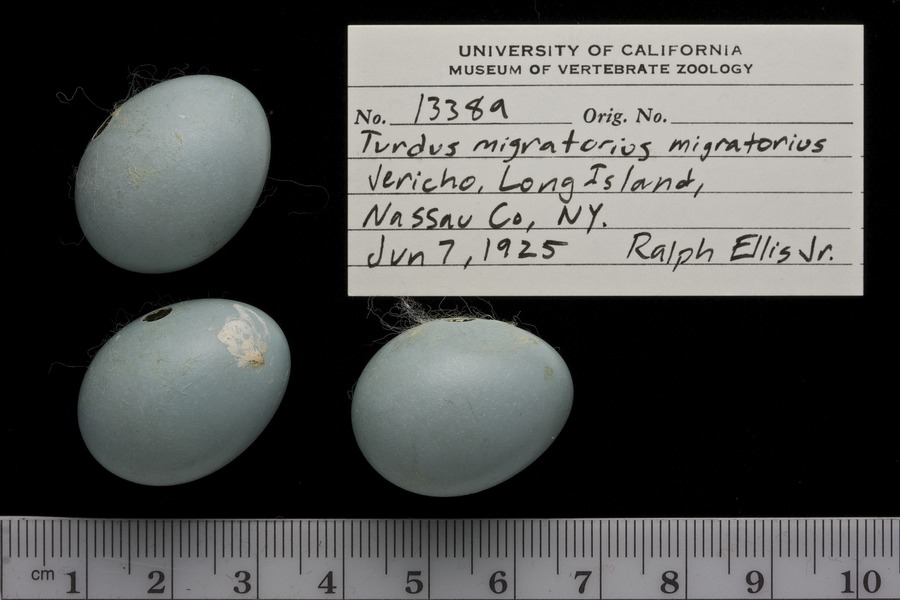 UNIVERSITY OF CALIFORNIA
MUSEUM OF VERTEBRATE ZOOLOGY
No. 13389 Orig. No.
Turdus migratorius migratorius
Jericho, Long Island,
Nassau Co, NY.
Jun 7, 1925 Ralph Ellis Jr.
cm 1 2 3 4 5 6 7 8 9 10